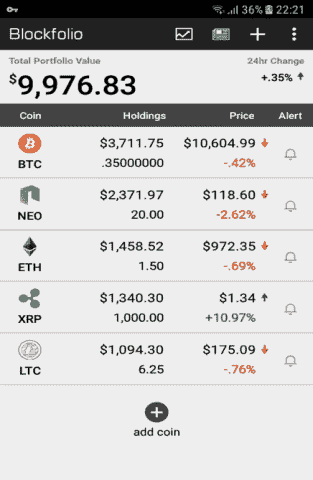 36% 22:21
Blockfolio
Total Portfolio Value 24hr Change
$9,976.83 +.35%
Coin Holdings Price Alert
$3,711.75 $10,604.99
BTC .35000000 -.42%
$2,371.97 $118.60
NEO 20.00 -2.62%
$1,458.52 $972.35
ETH 1.50 -.69%
$1,340.30 $1.34
XRP 1,000.00 +10.97%
$1,094.30 $175.09
LTC 6.25 -.76%
add coin